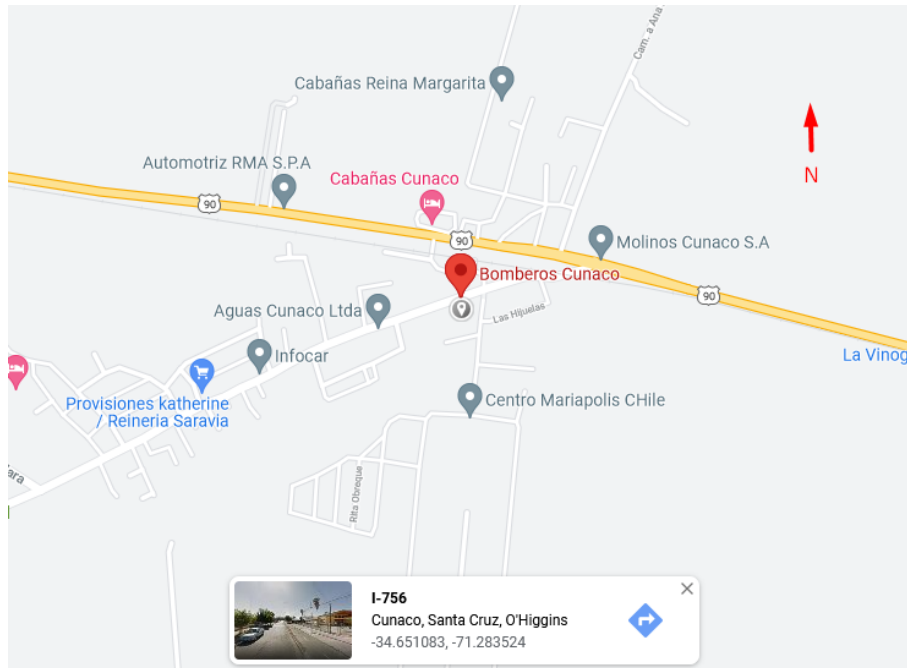 Cam. a Ana
Cabañas Reina Margarita
N
Automotriz RMA S.P.A
Cabañas Cunaco
90
90
Molinos Cunaco S.A
Bomberos Cunaco
90
Aguas Cunaco Ltda
Las Hijuelas
Infocar
La Vinog
Provisiones katherine
/ Reineria Saravia
Centro Mariapolis CHile
ara
Rita Obreque
I-756
Cunaco, Santa Cruz, O'Higgins
-34.651083, -71.283524